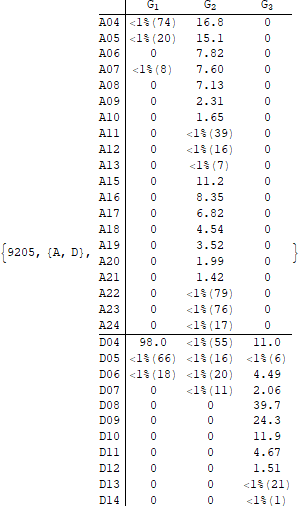 G1 G2 G3
A04 <1%(74) 16.8 0
A05 <1%(20) 15.1 0
A06 0 7.82 0
A07 <1%(8) 7.60 0
A08 0 7.13 0
A09 0 2.31 0
A10 0 1.65 0
A11 0 <1%(39) 0
A12 0 <1%(16) 0
A13 0 <1%(7) 0
A15 0 11.2 0
A16 0 8.35 0
A17 0 6.82 0
A18 0 4.54 0
{9205, {A, D}, A19 0 3.52 0 }
A20 0 1.99 0
A21 0 1.42 0
A22 0 <1%(79) 0
A23 0 <1%(76) 0
A24 0 <1%(17) 0
D04 98.0 <1%(55) 11.0
D05 <1%(66) <1%(16) <1%(6)
D06 <1%(18) <1%(20) 4.49
D07 0 <1%(11) 2.06
D08 0 0 39.7
D09 0 0 24.3
D10 0 0 11.9
D11 0 0 4.67
D12 0 0 1.51
D13 0 0 <1%(21)
D14 0 0 <1%(1)